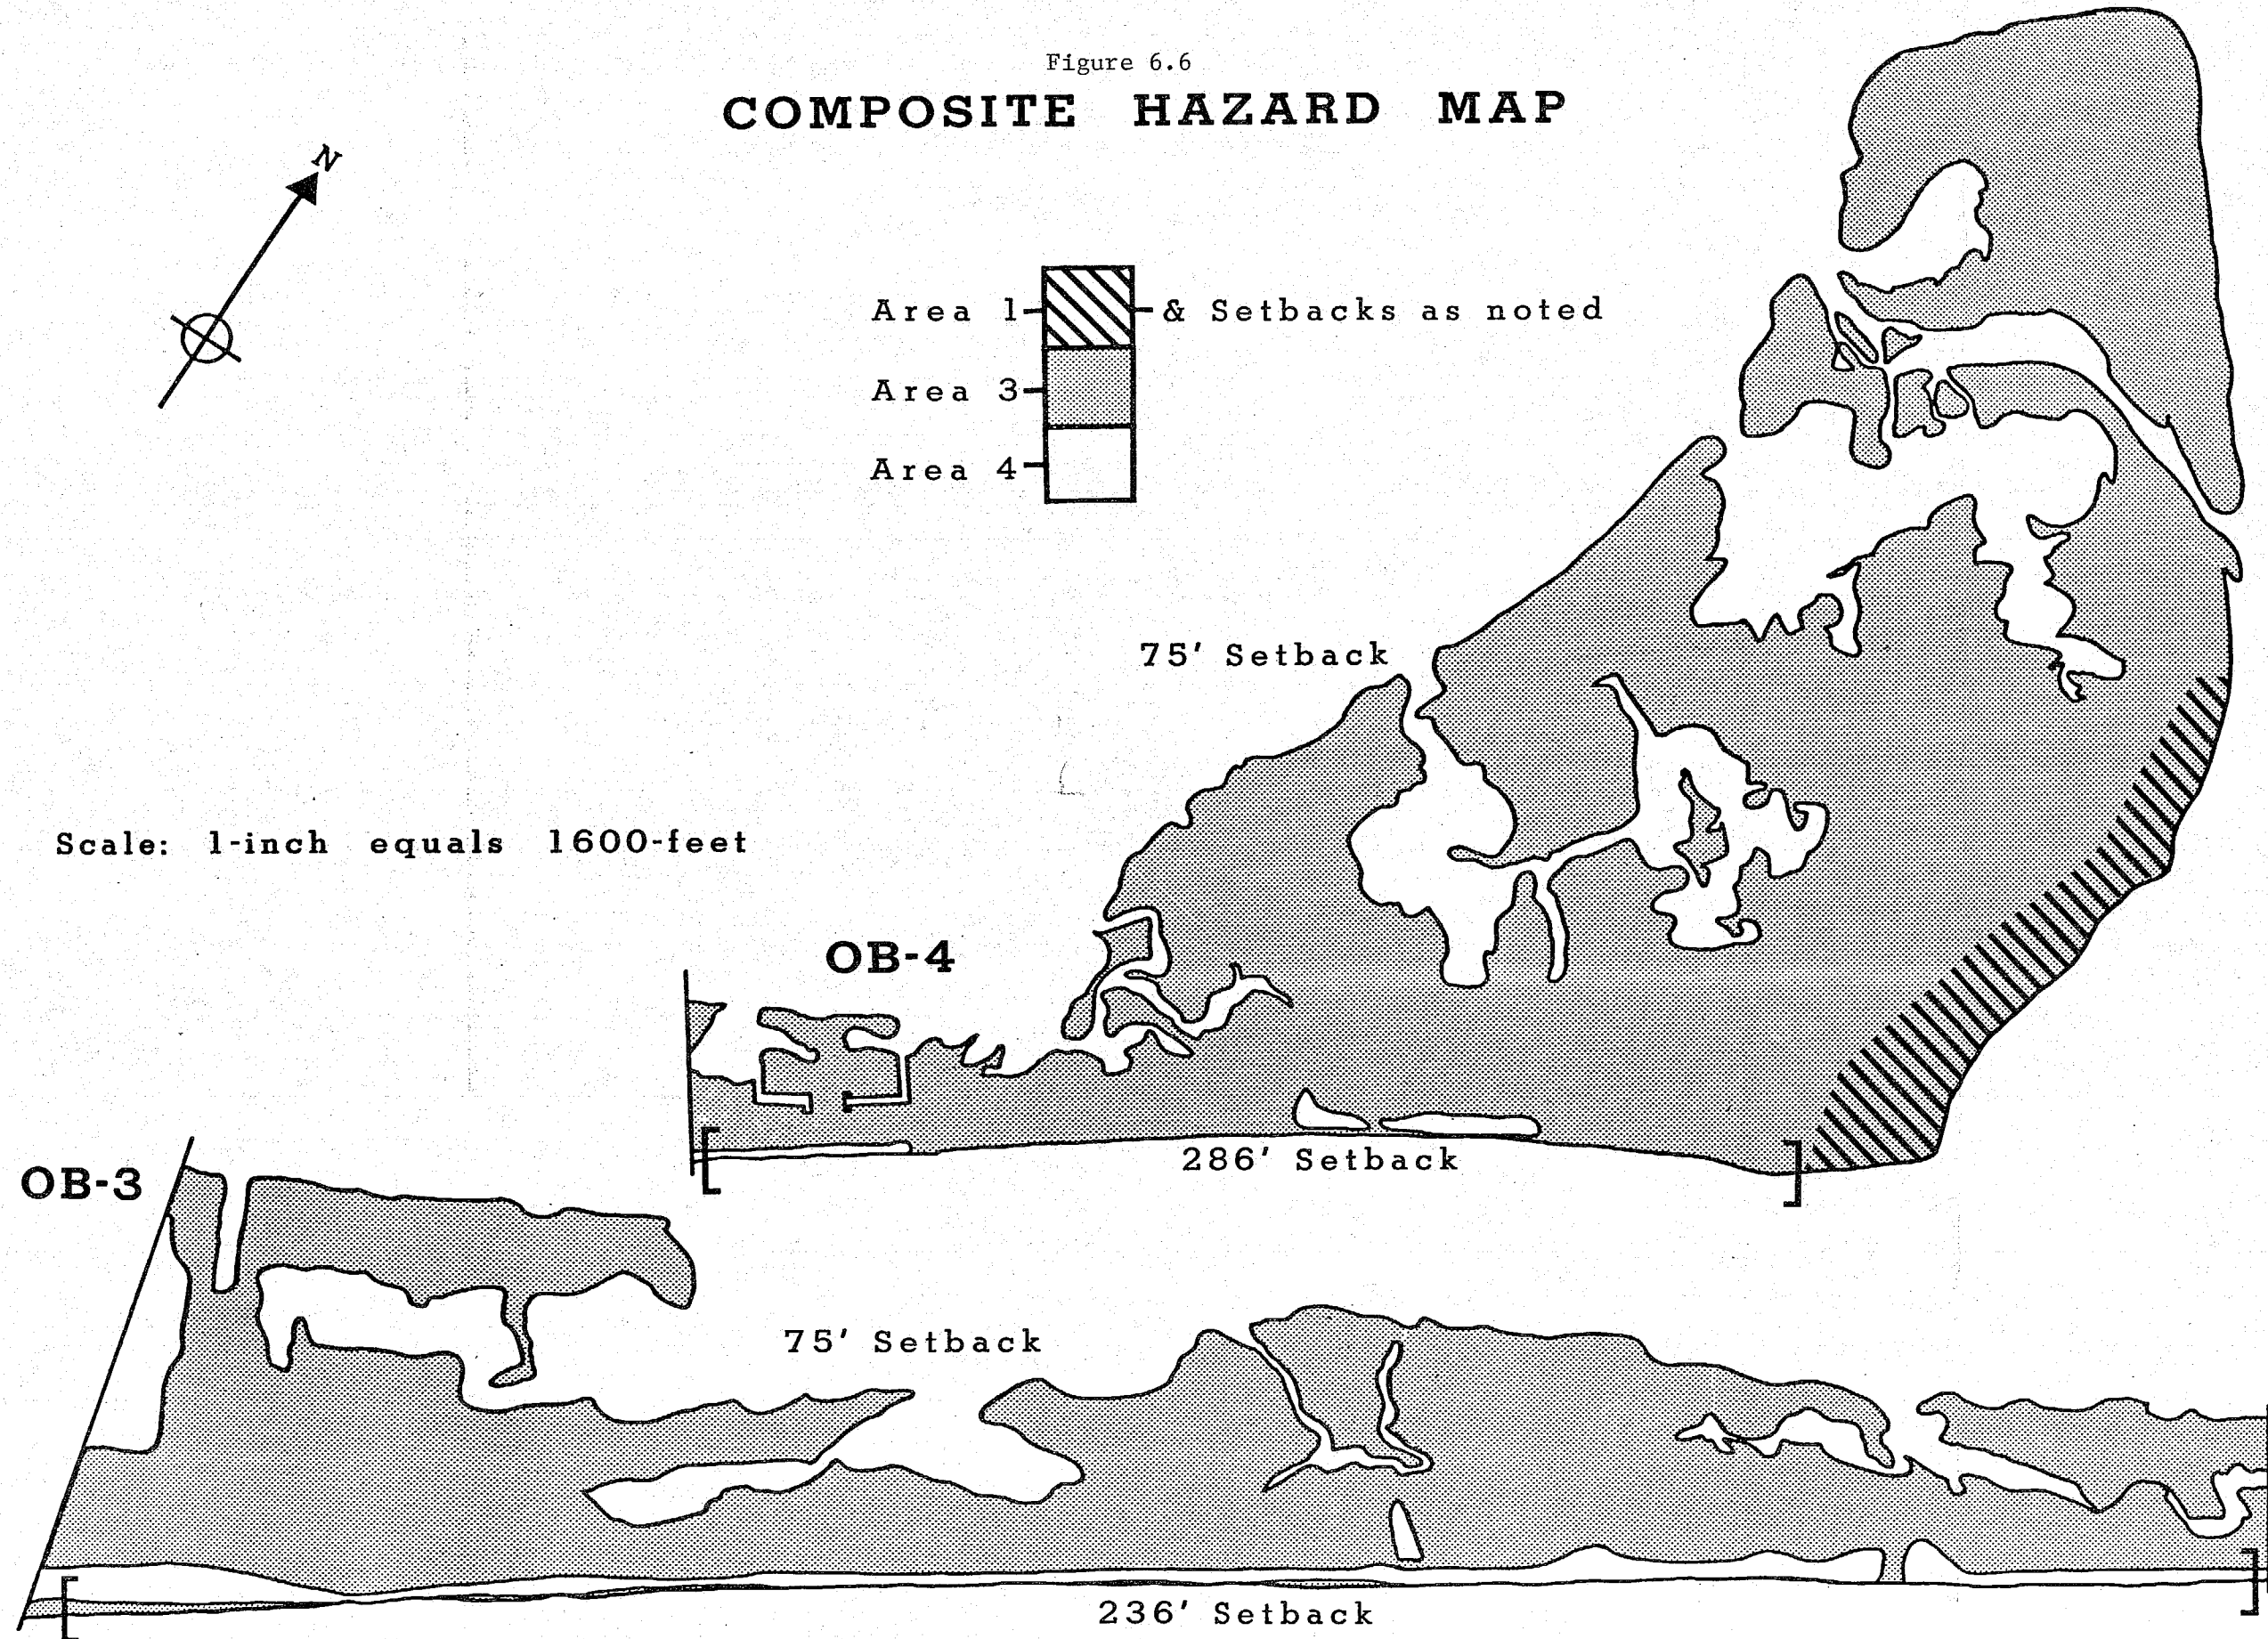 Figure 6.6
COMPOSITE HAZARD MAP
N
Area 1 & Setbacks as noted
Area 3
Area 4
75' Setback
Scale: 1-inch equals 1600-feet
OB-4
286' Setback
OB-3
75' Setback
236' Setback